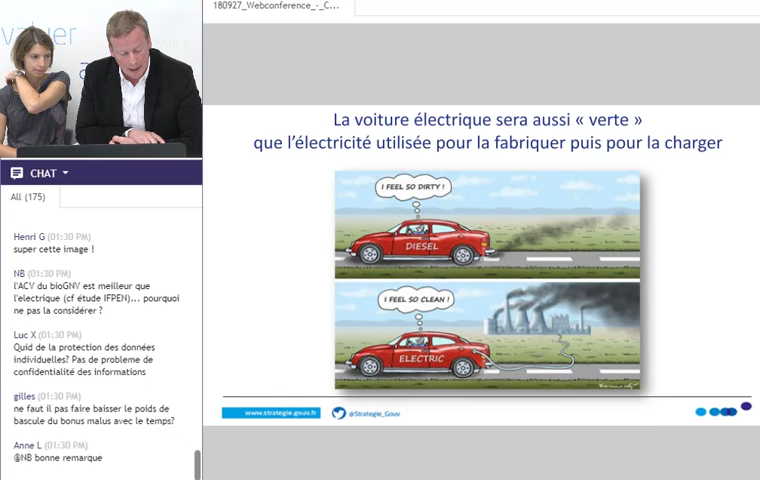 180927_Webconference_-_C...
valuer
CHAT
All (175)
Henri G (01:30 PM)
super cette image !
NB (01:30 PM)
l'ACV du bioGNV est meilleur que
l'electrique (cf étude IFPEN)... pourquoi
ne pas la considérer ?
Luc X (01:30 PM)
Quid de la protection des données
individuelles? Pas de probleme de
confidentialité des informations
gilles (01:30 PM)
ne faut il pas faire baisser le poids de
bascule du bonus malus avec le temps?
Anne L (01:30 PM)
@NB bonne remarque
La voiture électrique sera aussi « verte »
que l'électricité utilisée pour la fabriquer puis pour la charger
I FEEL SO DIRTY !
DIESEL
I FEEL SO CLEAN !
ELECTRIC
www.strategie.gouv.fr
@Strategie_Gouv